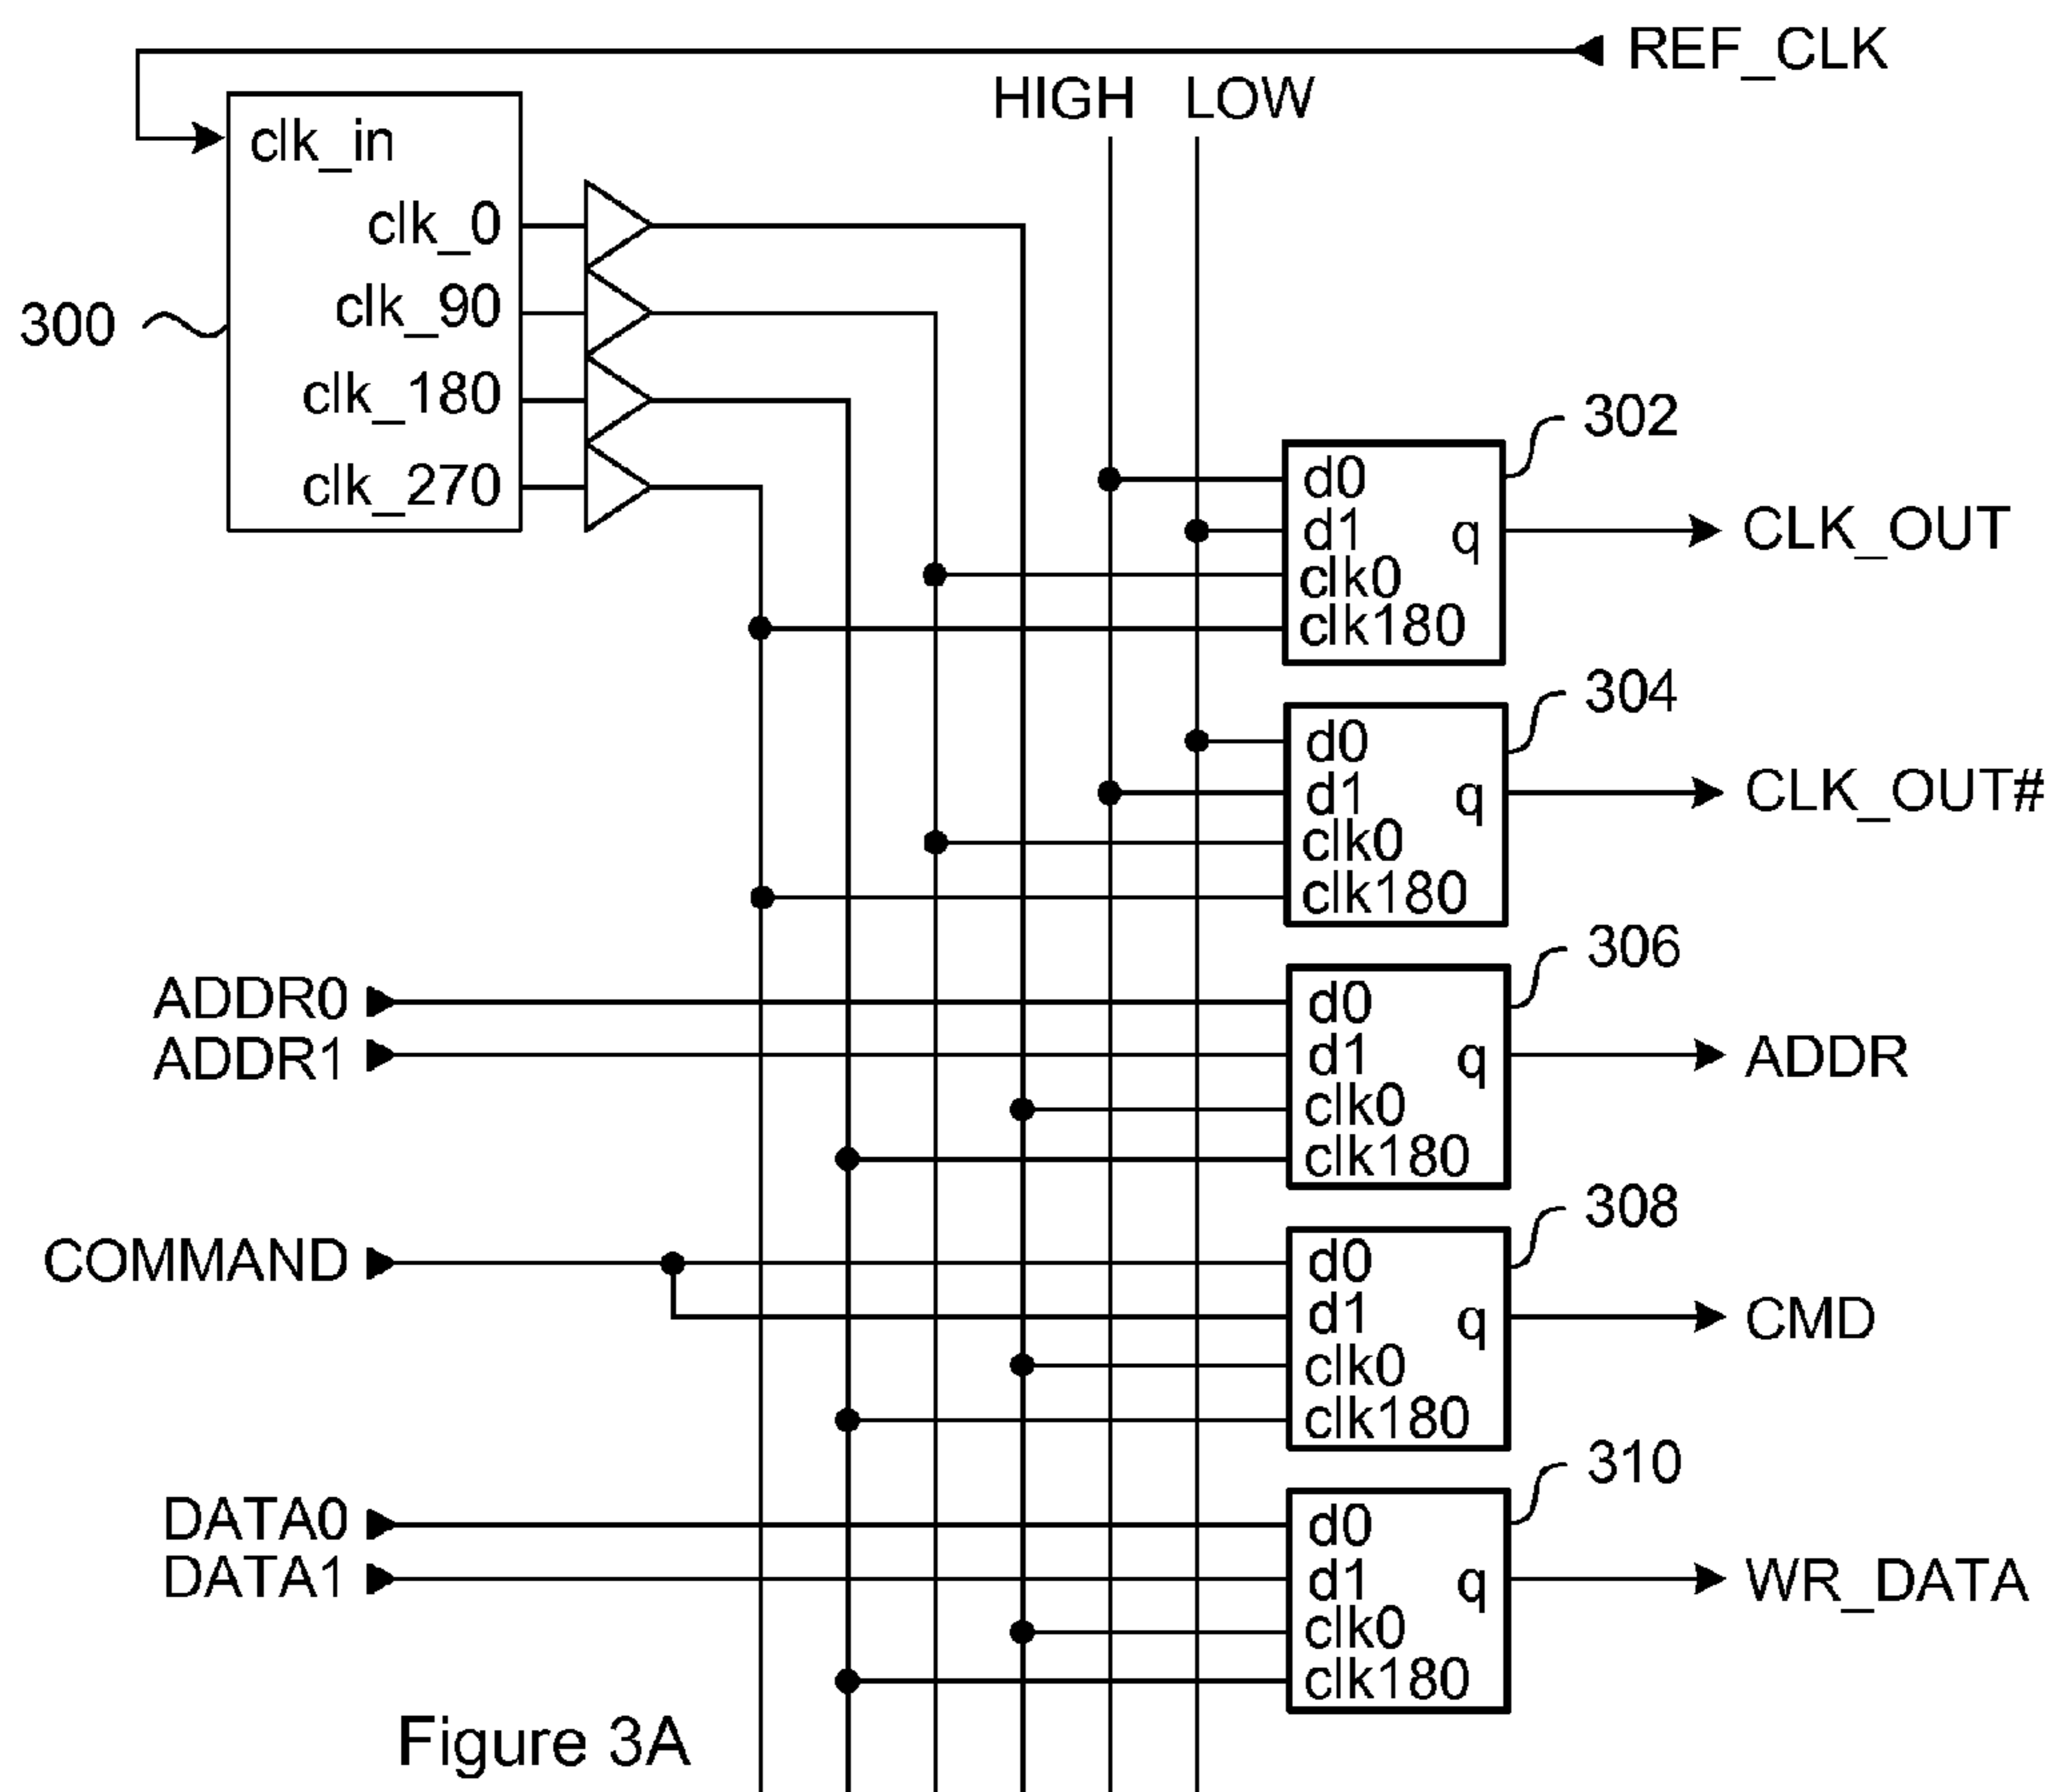 REF_CLK
HIGH LOW
clk_in
clk_0
clk_90
300
clk_180
clk_270
302
d0
d1
q
CLK_OUT
clk0
clk180
304
d0
d1
q
CLK_OUT#
clk0
clk180
306
ADDR0
d0
ADDR1
d1
q
ADDR
clk0
clk180
308
COMMAND
d0
d1
q
CMD
clk0
clk180
310
DATA0
d0
DATA1
d1
q
WR_DATA
clk0
clk180
Figure 3A